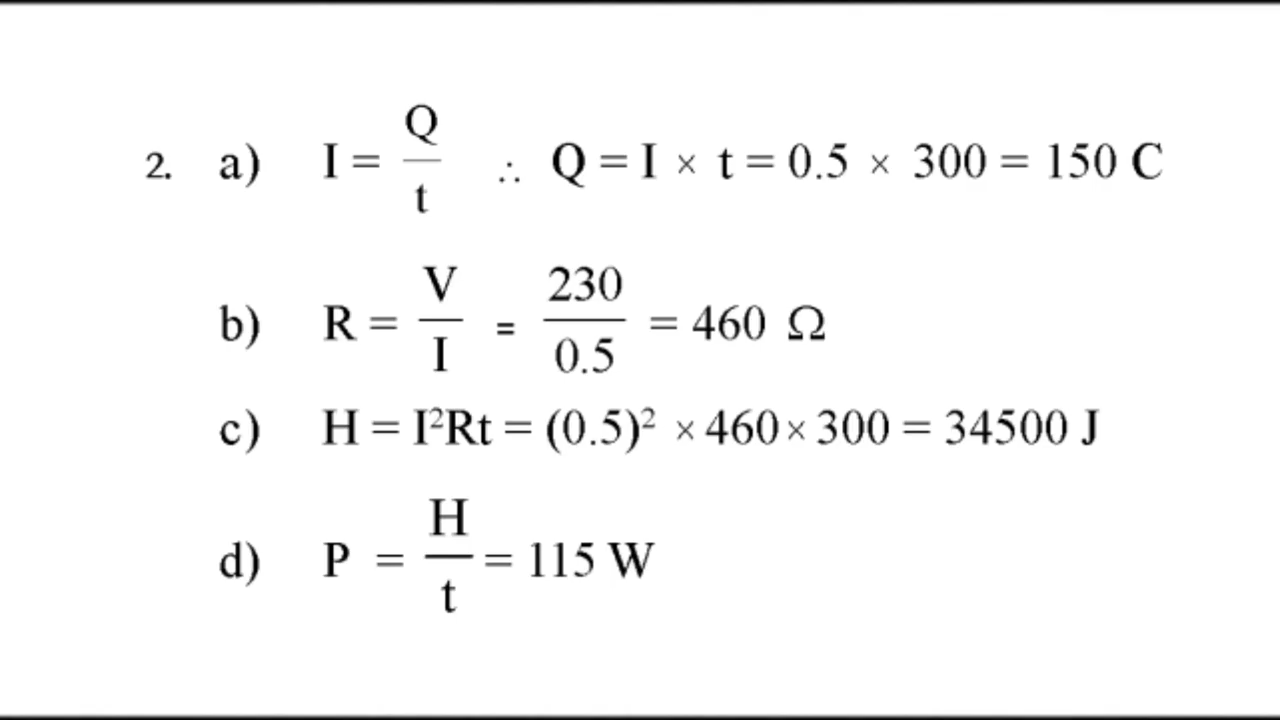 2. a) I = Q/t ∴ Q = I × t = 0.5 × 300 = 150 C
b) R = V/I = 230/0.5 = 460 Ω
c) H = I²Rt = (0.5)² × 460 × 300 = 34500 J
d) P = H/t = 115 W